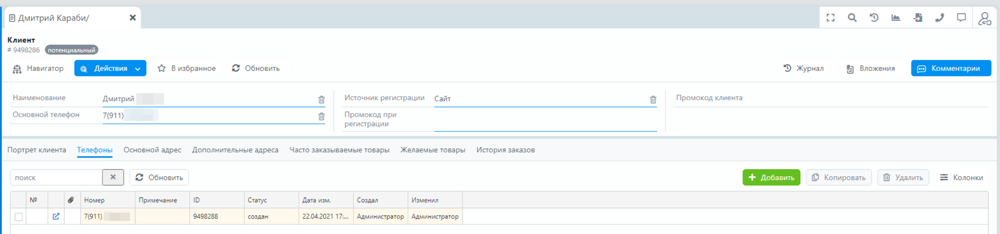 Дмитрий Караби/
Клиент
# 9498286 потенциальный
Навигатор Действия В избранное Обновить Журнал Вложения Комментарии
Наименование Дмитрий Источник регистрации Сайт Промокод клиента
Основной телефон 7(911) Промокод при
регистрации
Портрет клиента Телефоны Основной адрес Дополнительные адреса Часто заказываемые товары Желаемые товары История заказов
поиск Обновить Добавить Копировать Удалить Колонки
№ Номер Примечание ID Статус Дата изм. Создал Изменил
7(911) 9498288 создан 22.04.2021 17:... Администратор Администратор